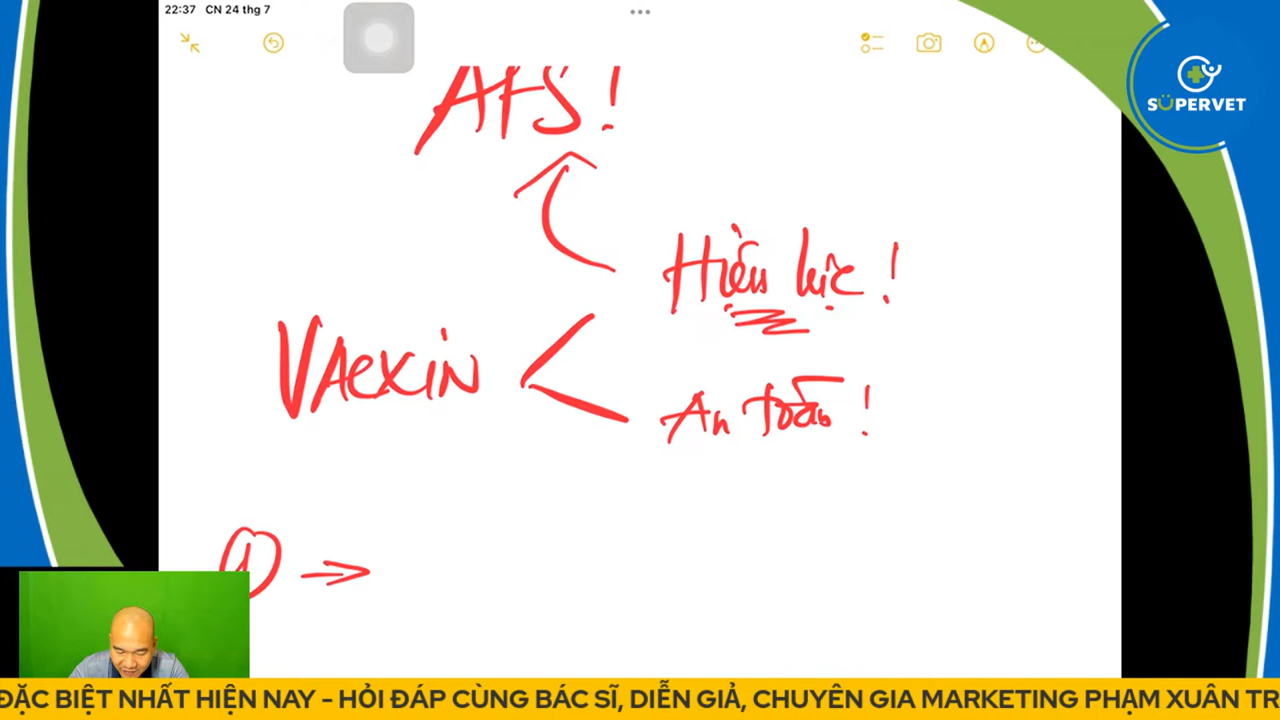 22:37 CN 24 thg 7
SÜPERVET
AFS!
Hiệu lực!
VAcXiN
An toàn!
① →
ĐẶC BIỆT NHẤT HIỆN NAY - HỎI ĐÁP CÙNG BÁC SĨ, DIỄN GIẢ, CHUYÊN GIA MARKETING PHẠM XUÂN TR